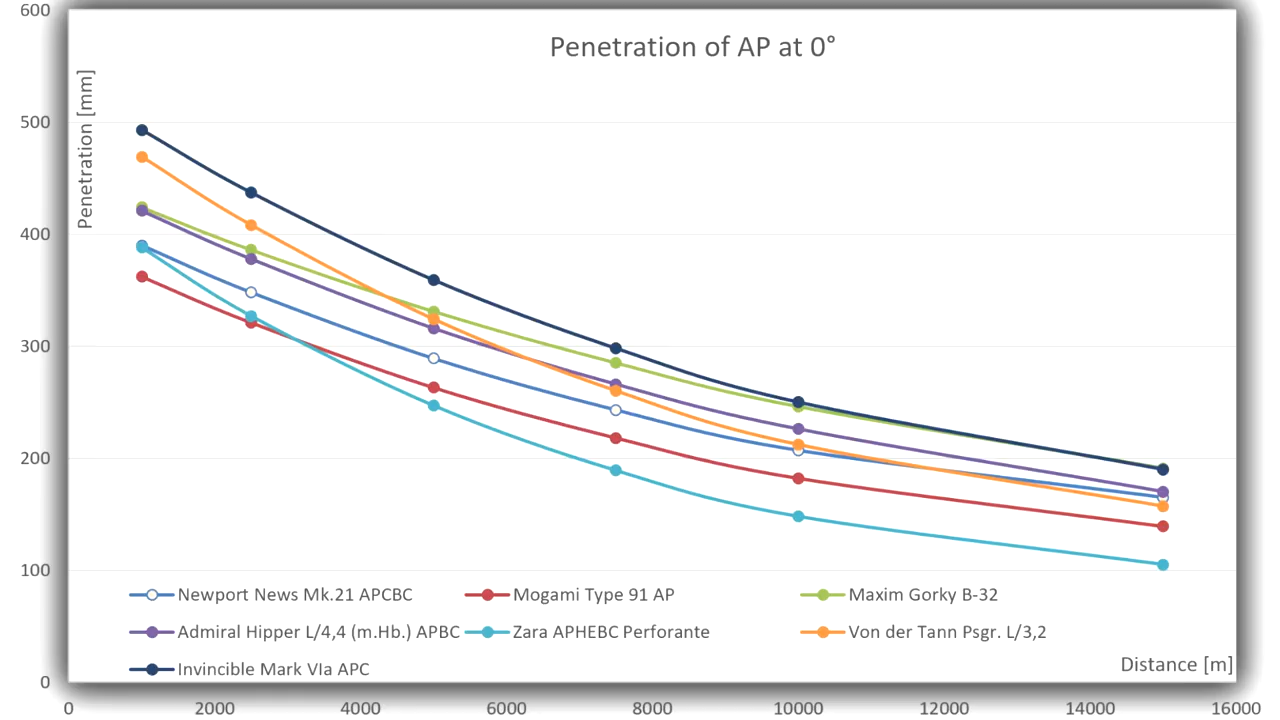 600
Penetration of AP at 0°
Penetration [mm]
500
400
300
200
100
Newport News Mk.21 APCBC
Mogami Type 91 AP
Maxim Gorky B-32
Admiral Hipper L/4,4 (m.Hb.) APBC
Zara APHEBC Perforante
Von der Tann Psgr. L/3,2
Invincible Mark VIa APC
Distance [m]
0
0 2000 4000 6000 8000 10000 12000 14000 16000